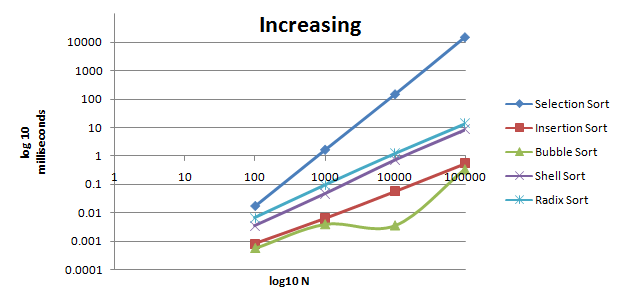 Increasing
10000
1000
100
10
1
0.1
0.01
0.001
0.0001
log 10
milliseconds
1 10 100 1000 10000 100000
log10 N
Selection Sort
Insertion Sort
Bubble Sort
Shell Sort
Radix Sort